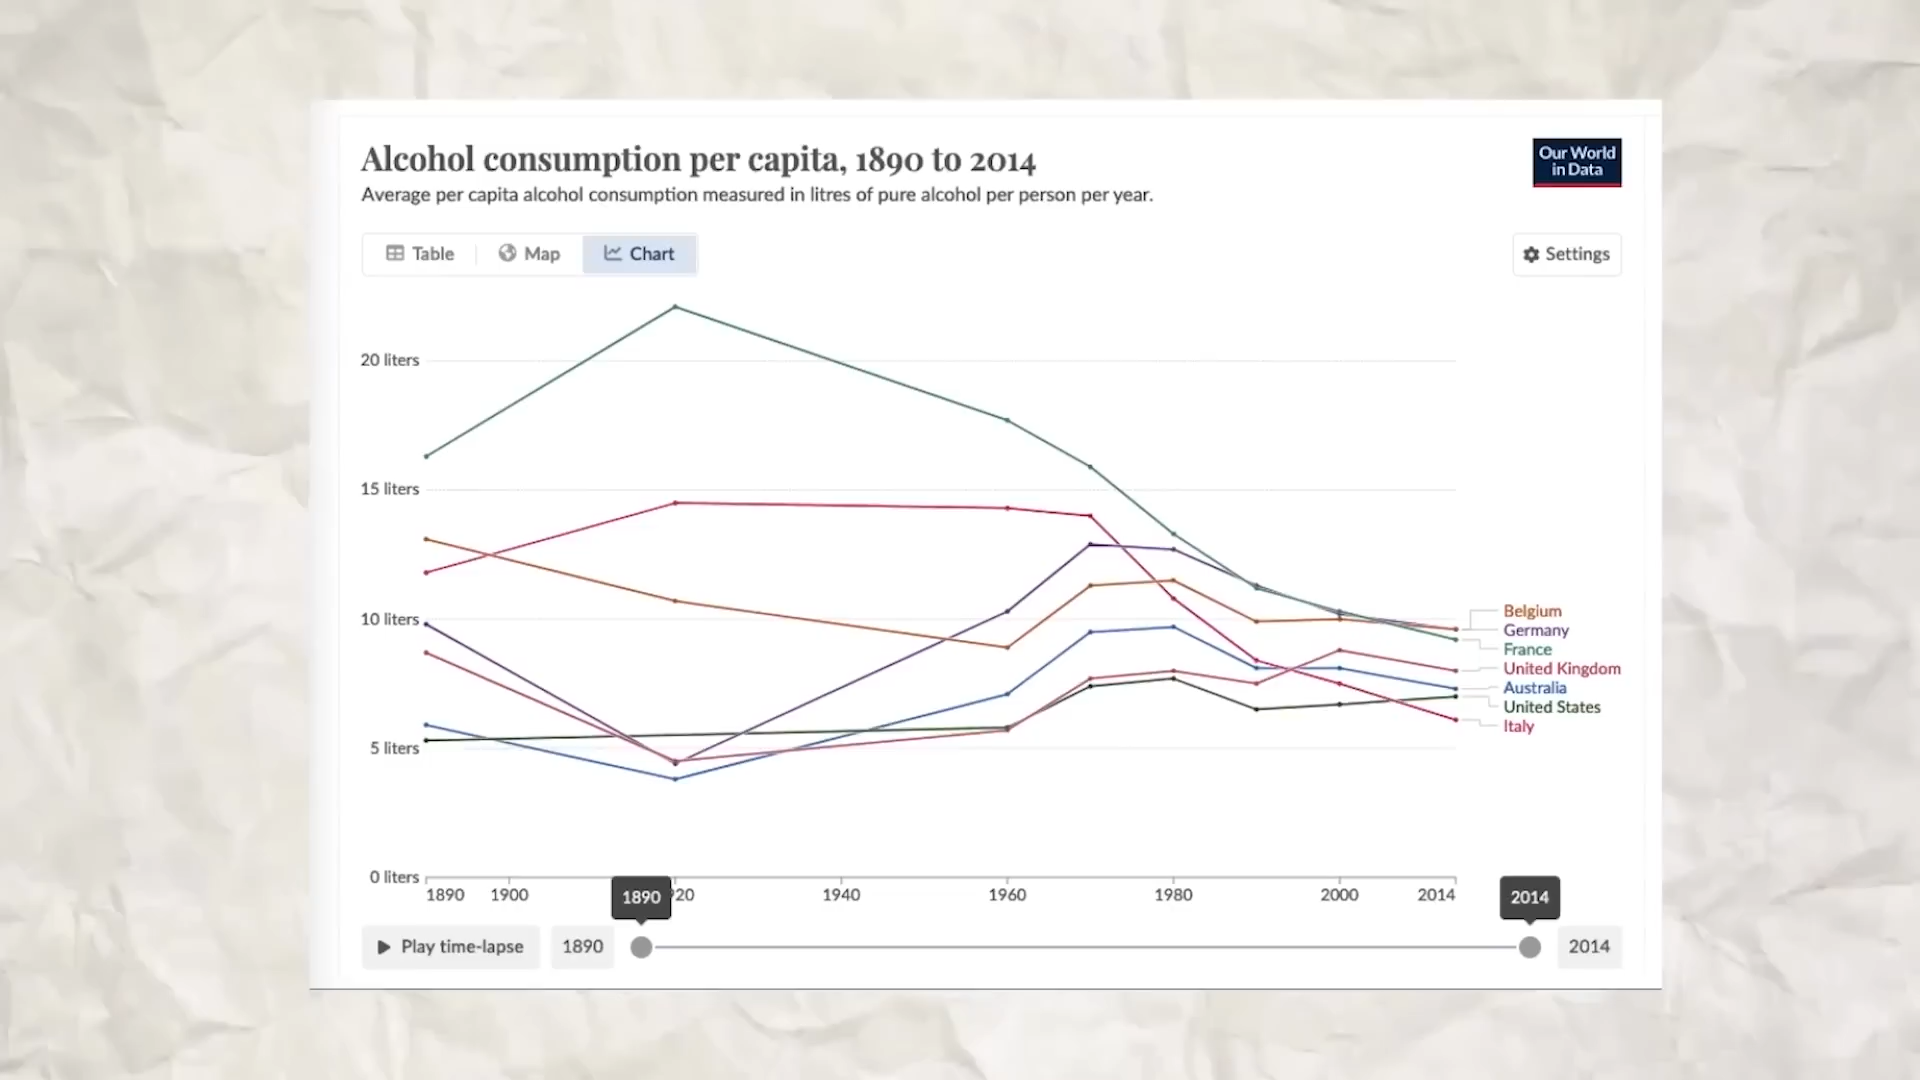 Alcohol consumption per capita, 1890 to 2014
Average per capita alcohol consumption measured in litres of pure alcohol per person per year.
Our World
in Data
Table
Map
Chart
Settings
20 liters
15 liters
10 liters
5 liters
0 liters
Belgium
Germany
France
United Kingdom
Australia
United States
Italy
1890 1900 20 1940 1960 1980 2000 2014
1890
2014
Play time-lapse
1890
2014